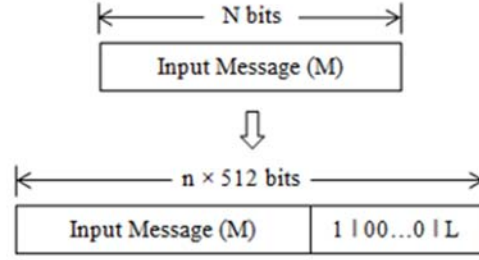 N bits
Input Message (M)
n × 512 bits
Input Message (M) 1 | 00...0 | L